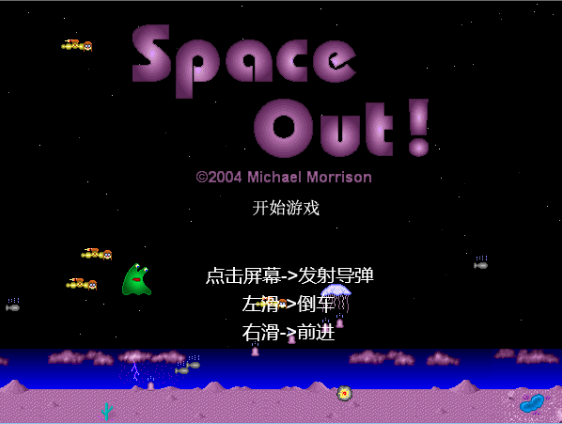 Space
Out!
©2004 Michael Morrison
开始游戏
点击屏幕->发射导弹
左滑->倒车
右滑->前进